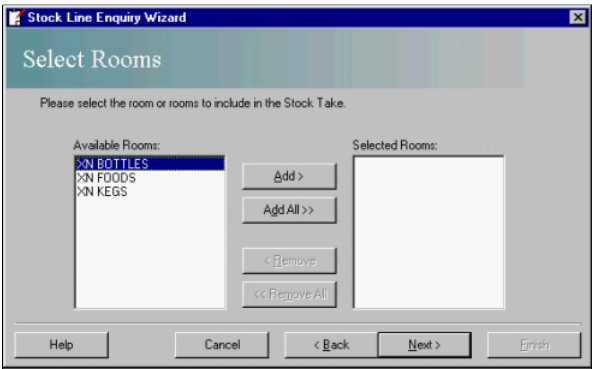 Stock Line Enquiry Wizard
Select Rooms
Please select the room or rooms to include in the Stock Take.
Available Rooms:
Selected Rooms:
XN BOTTLES
XN FOODS
XN KEGS
Add >
Add All >>
< Remove
<< Remove All
Help
Cancel
< Back
Next >
Finish